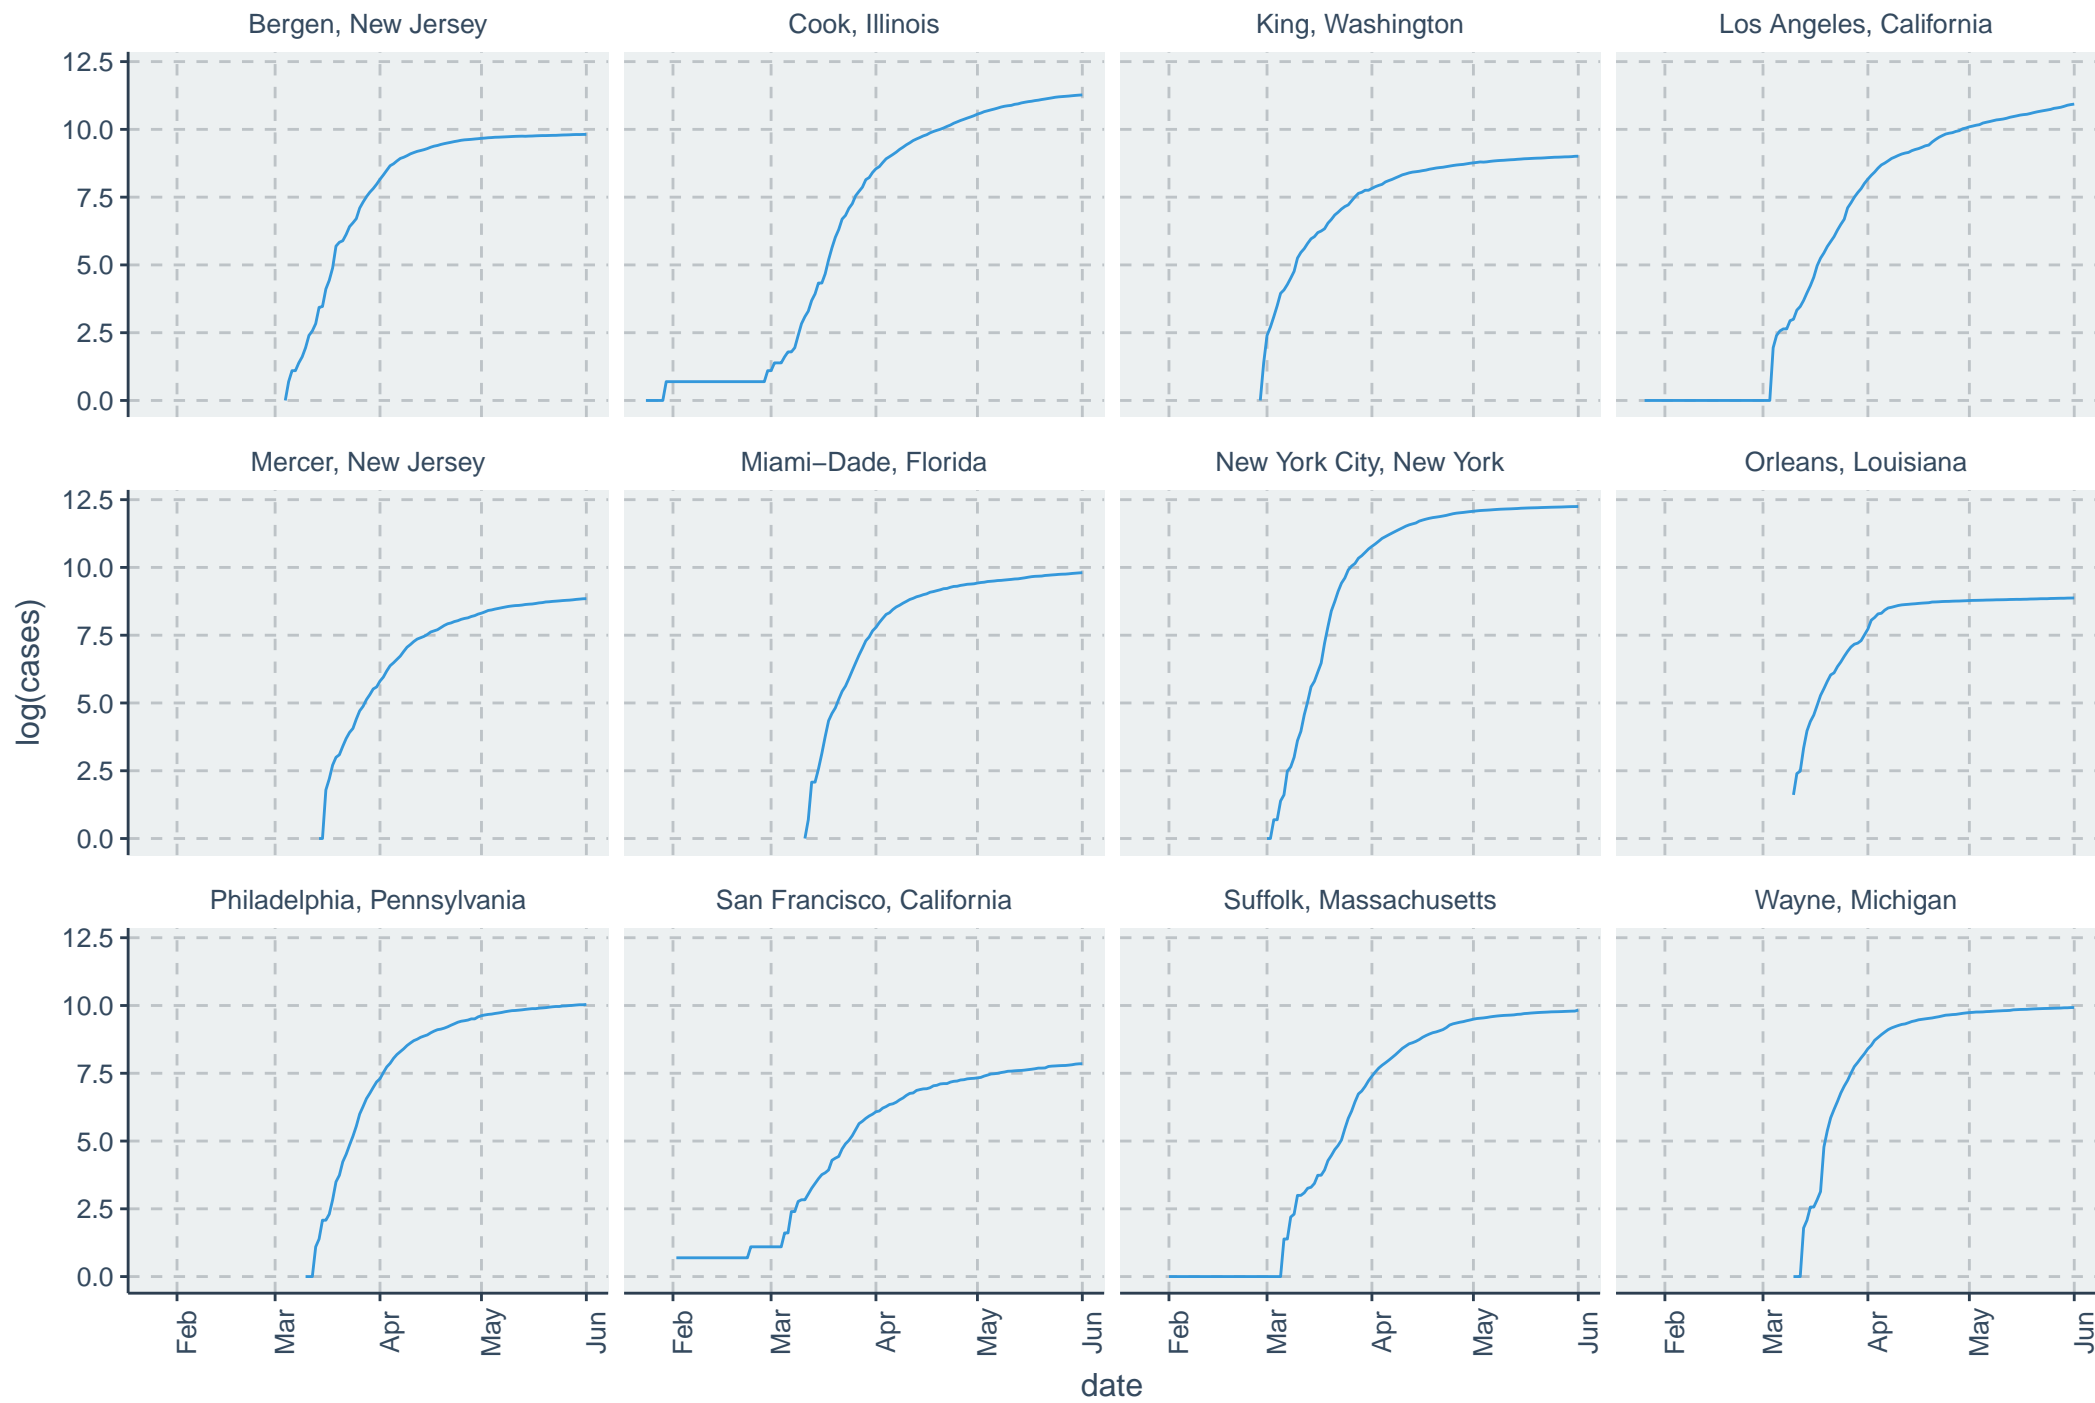 Bergen, New Jersey
Cook, Illinois
King, Washington
Los Angeles, California
12.5
10.0
7.5
5.0
2.5
0.0
Mercer, New Jersey
Miami−Dade, Florida
New York City, New York
Orleans, Louisiana
12.5
10.0
7.5
5.0
2.5
0.0
log(cases)
Philadelphia, Pennsylvania
San Francisco, California
Suffolk, Massachusetts
Wayne, Michigan
12.5
10.0
7.5
5.0
2.5
0.0
Feb Mar Apr May Jun
Feb Mar Apr May Jun
Feb Mar Apr May Jun
Feb Mar Apr May Jun
date